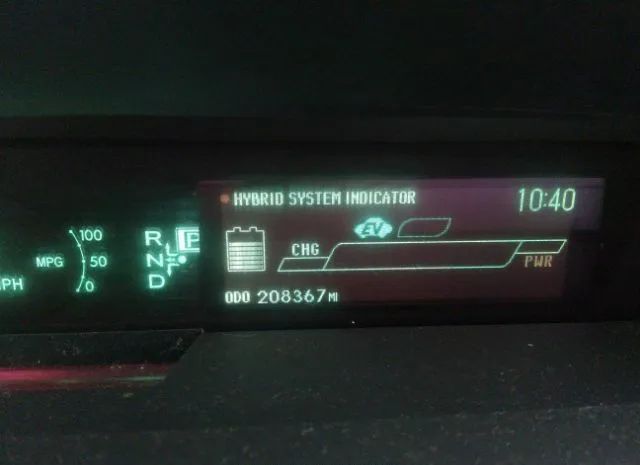 HYBRID SYSTEM INDICATOR 10:40
EV
CHG
PWR
ODO 208367 MI
100
MPG 50
0
R
P
N
D
PH